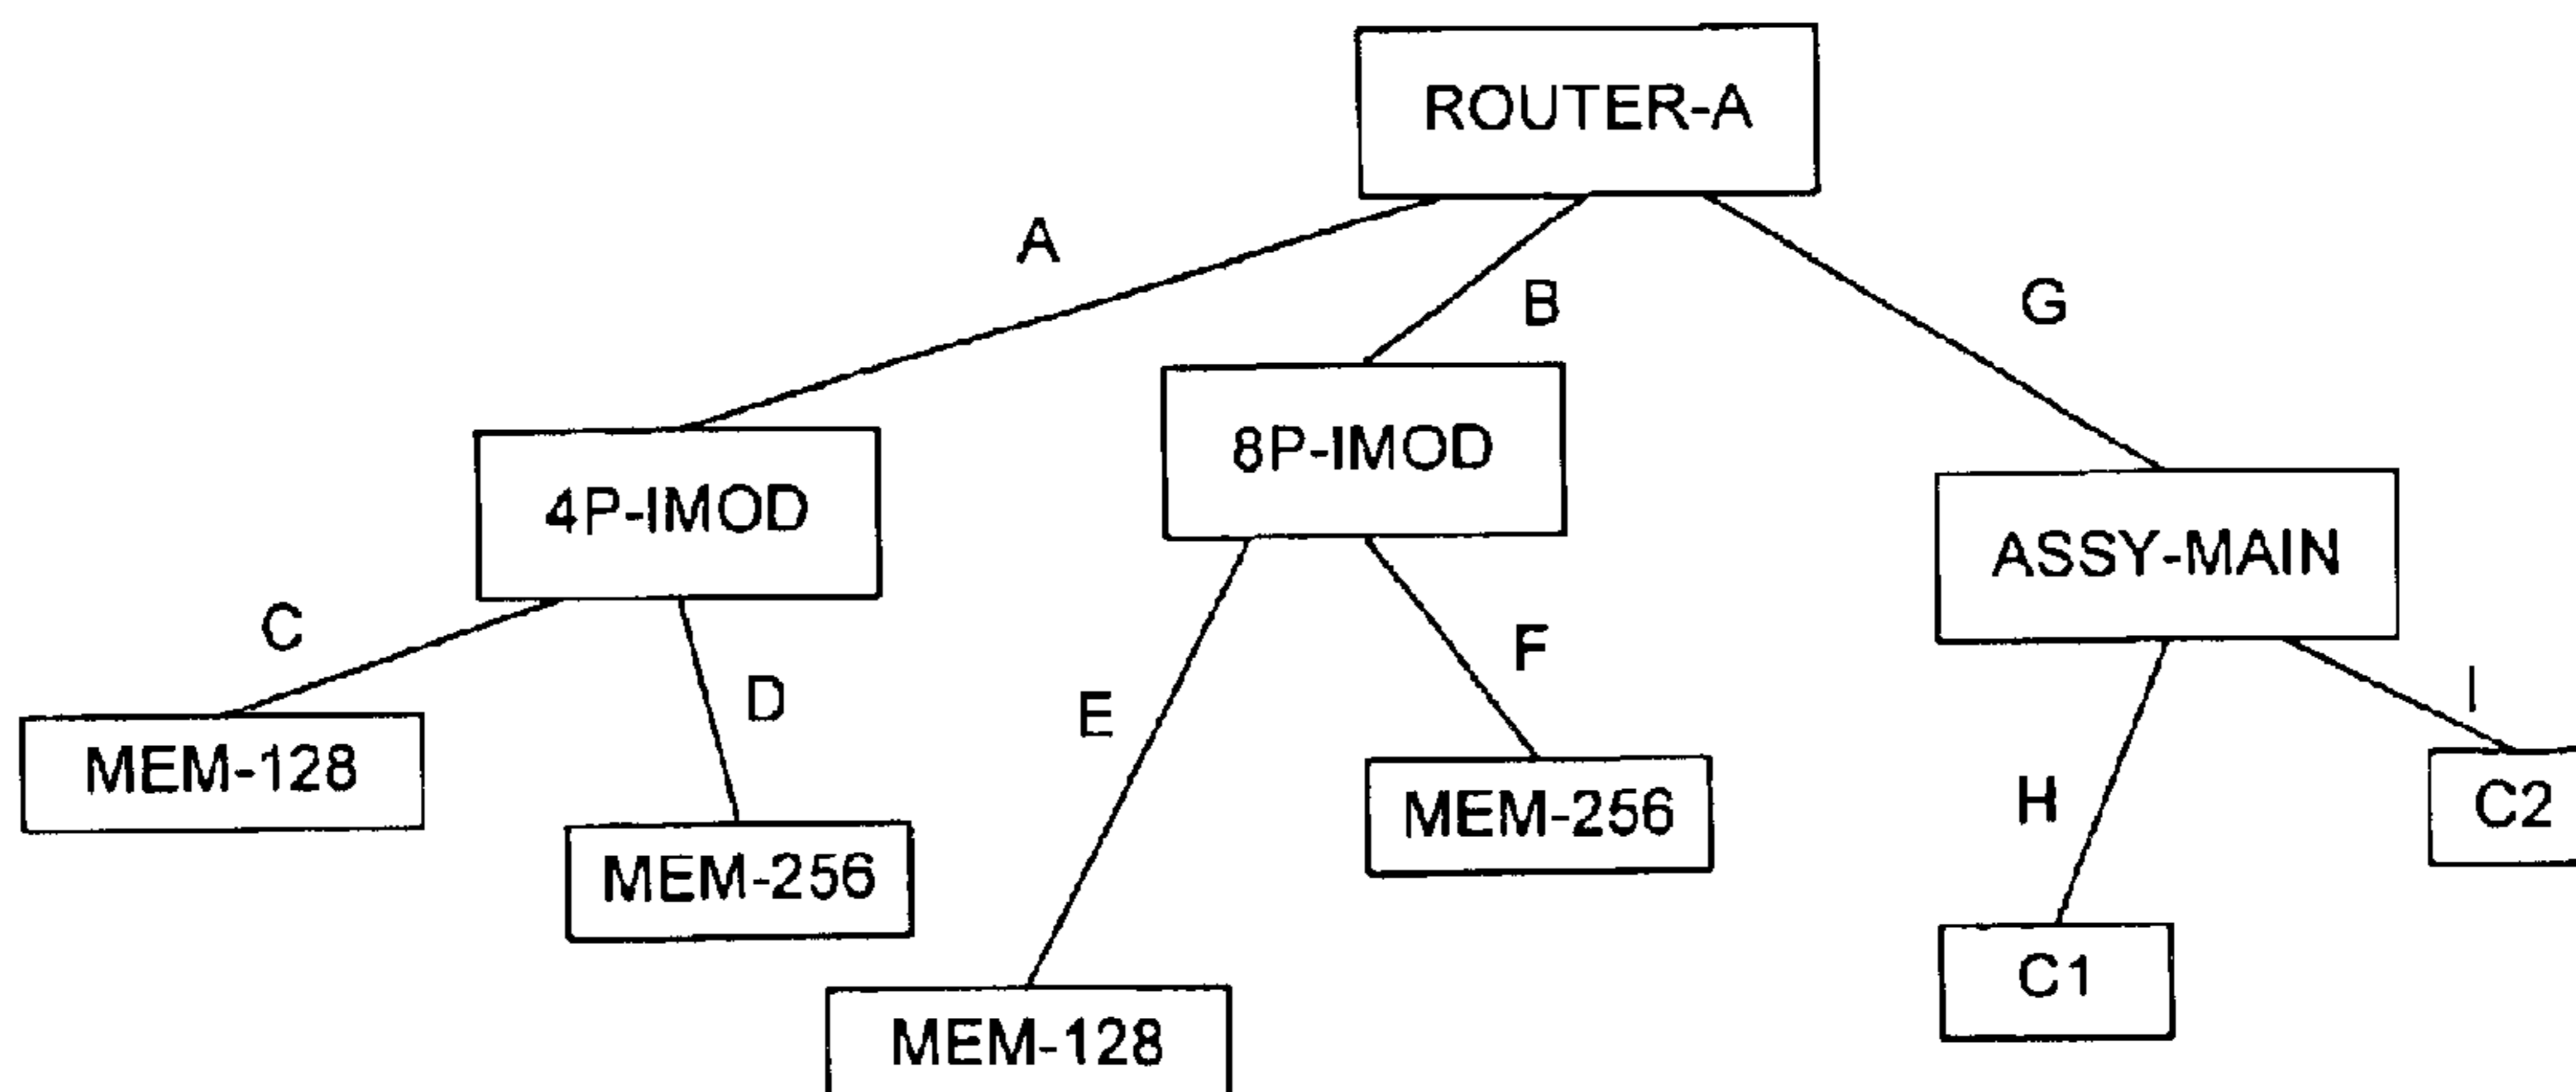 ROUTER-A
A
B
G
4P-IMOD
8P-IMOD
ASSY-MAIN
C
D
E
F
H
I
MEM-128
MEM-256
MEM-128
MEM-256
C1
C2